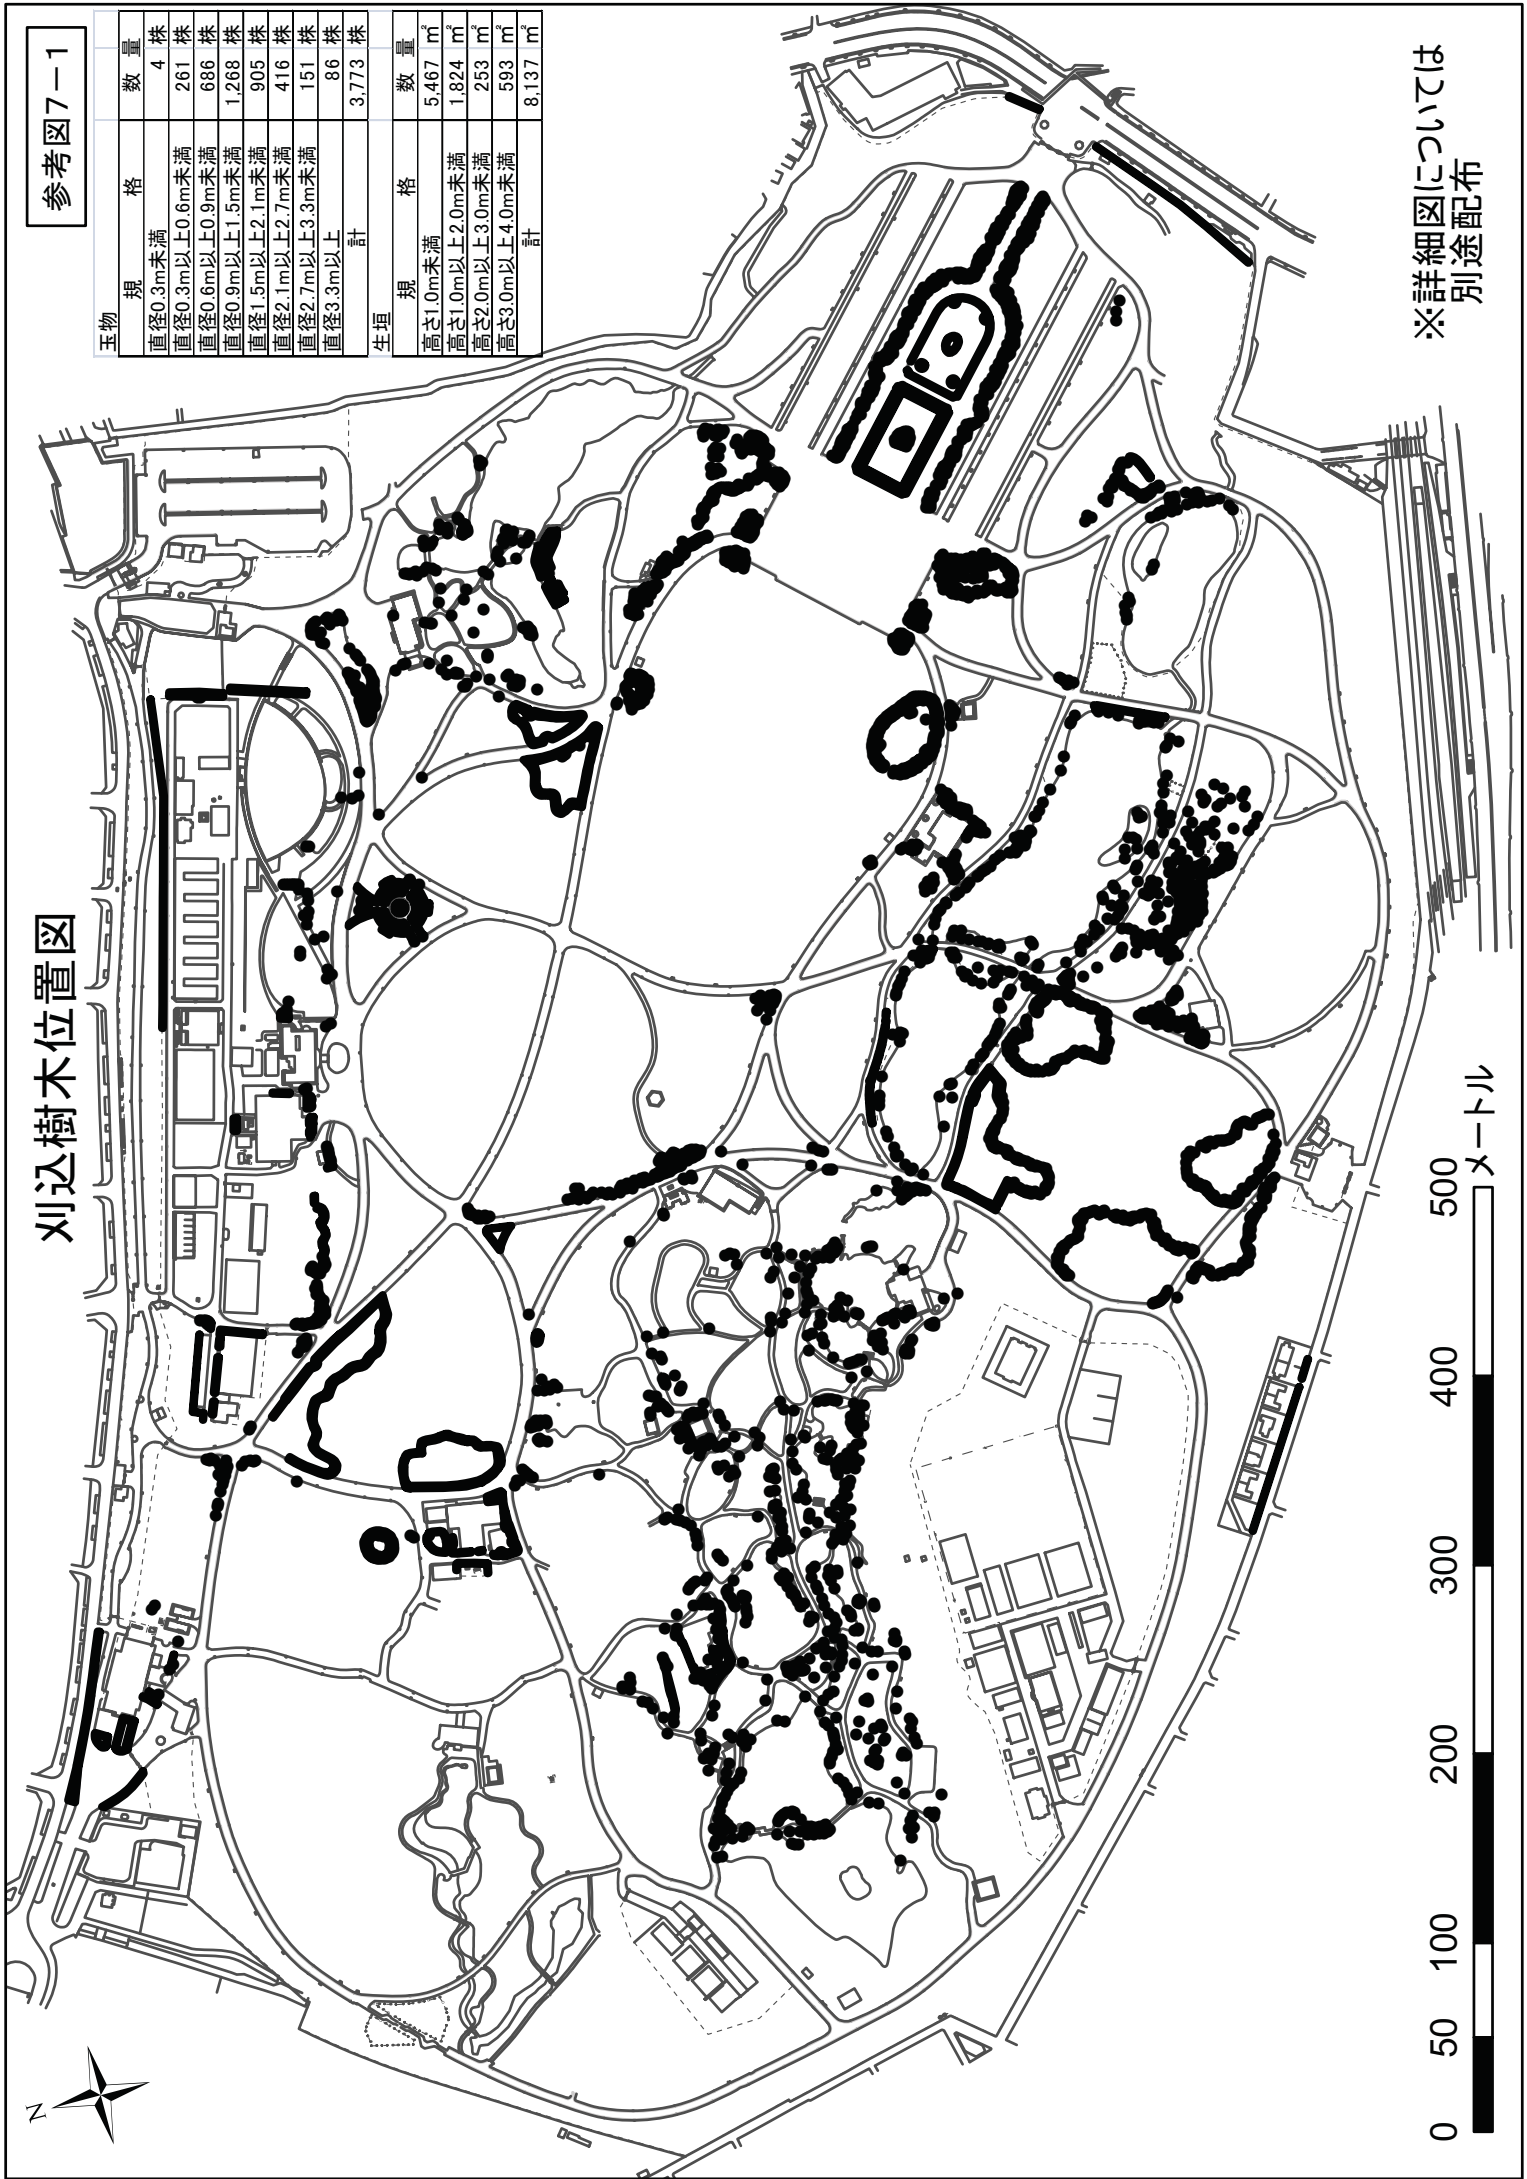 刈込樹木位置図
参考図7－1
玉物
規 格 数 量
直径0.3m未満 4 株
直径0.3m以上0.6m未満 261 株
直径0.6m以上0.9m未満 686 株
直径0.9m以上1.5m未満 1,268 株
直径1.5m以上2.1m未満 905 株
直径2.1m以上2.7m未満 416 株
直径2.7m以上3.3m未満 151 株
直径3.3m以上 86 株
計 3,773 株
生垣
規 格 数 量
高さ1.0m未満 5,467 ㎡
高さ1.0m以上2.0m未満 1,824 ㎡
高さ2.0m以上3.0m未満 253 ㎡
高さ3.0m以上4.0m未満 593 ㎡
計 8,137 ㎡
N
0 50 100 200 300 400 500
メートル
※詳細図については
別途配布